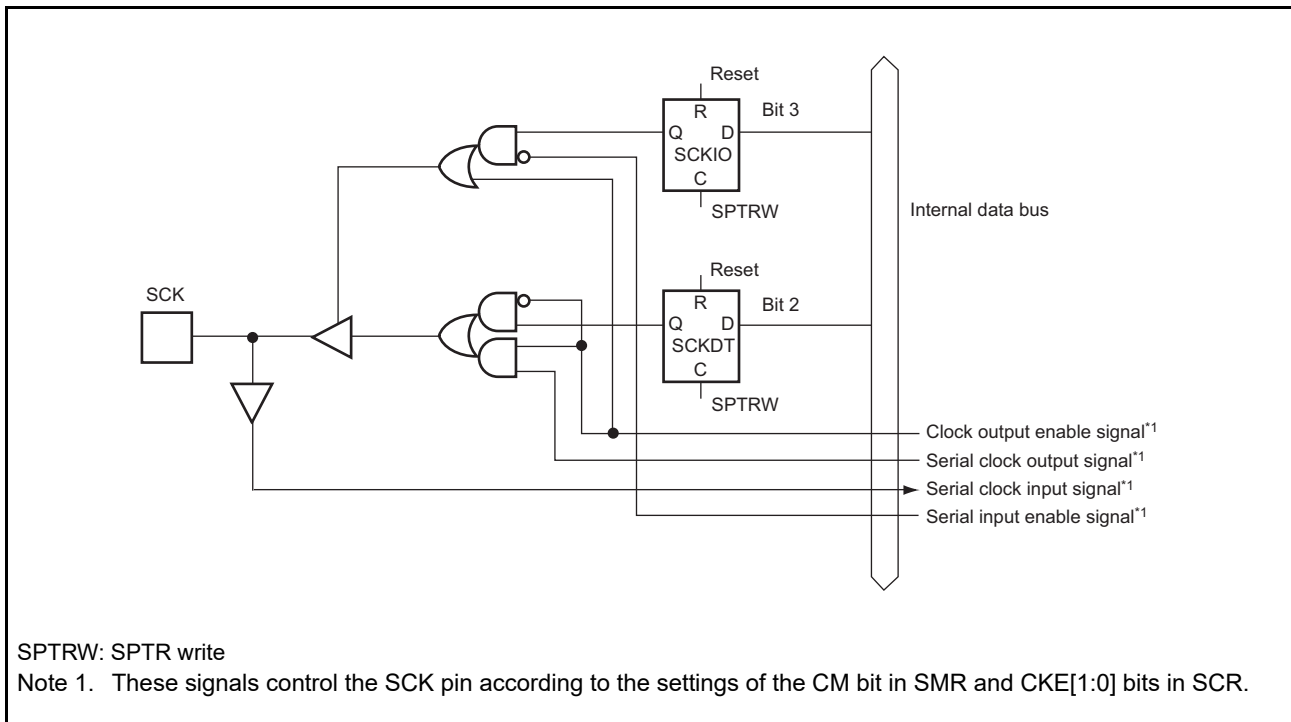 Reset
R
Bit 3
Q D
SCKIO
C
SPTRW
Internal data bus
Reset
SCK
R
Bit 2
Q D
SCKDT
C
SPTRW
Clock output enable signal*1
Serial clock output signal*1
Serial clock input signal*1
Serial input enable signal*1
SPTRW: SPTR write
Note 1. These signals control the SCK pin according to the settings of the CM bit in SMR and CKE[1:0] bits in SCR.